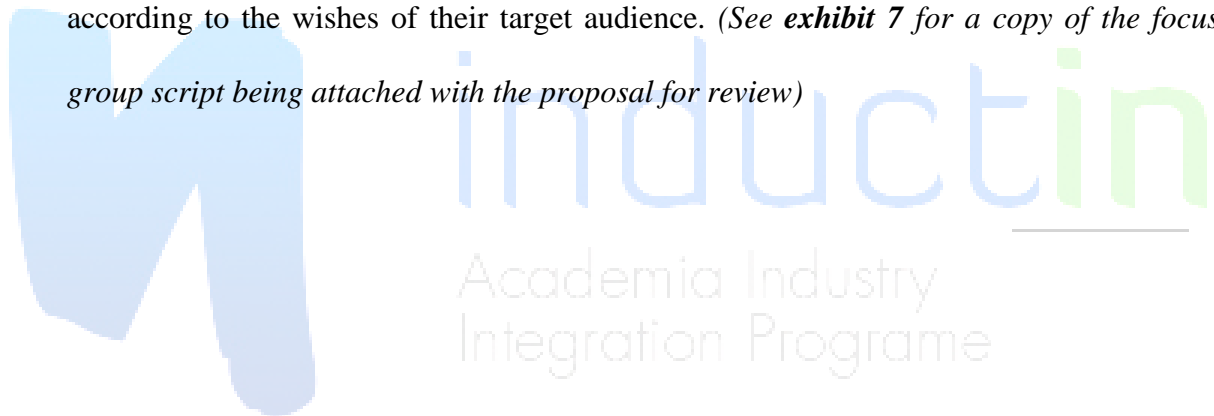 according to the wishes of their target audience. (See exhibit 7 for a copy of the focus
group script being attached with the proposal for review)
inductin
Academia Industry
Integration Programe